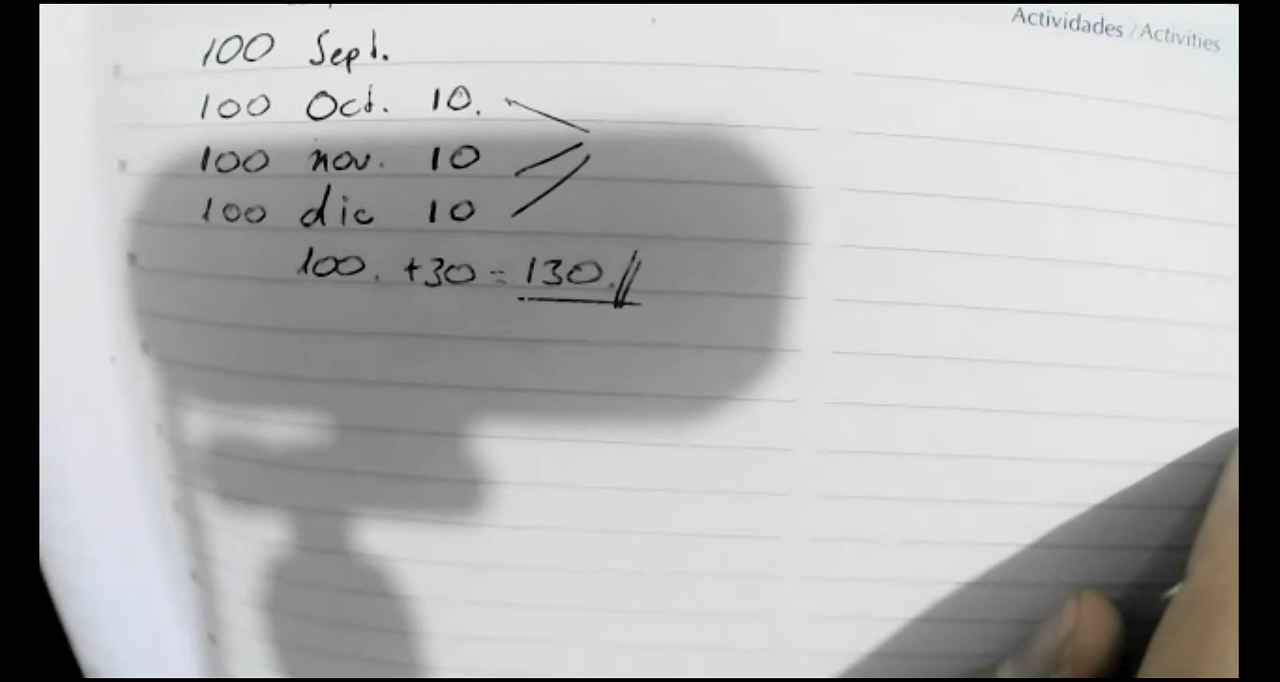 Actividades / Activities
100 Sept.
100 Oct. 10.
100 nov. 10
100 dic 10
100. +30 = 130.//